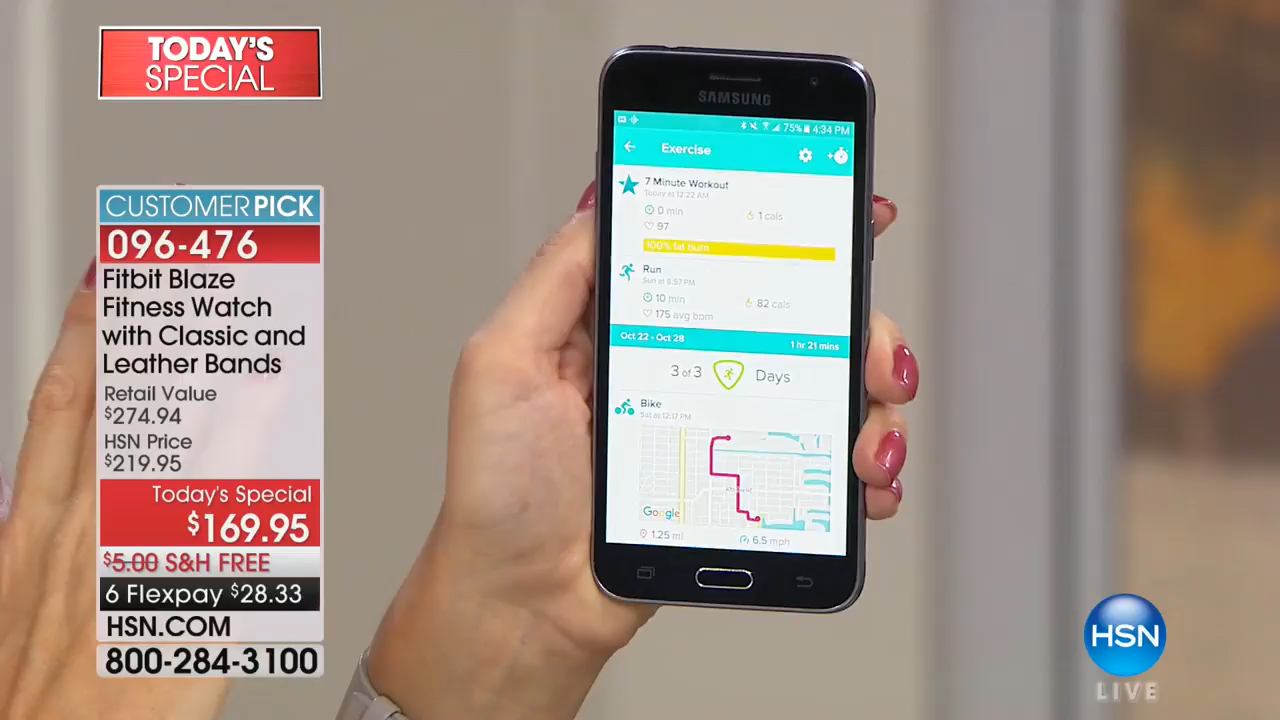 TODAY'S
SPECIAL
CUSTOMER PICK
096-476
Fitbit Blaze
Fitness Watch
with Classic and
Leather Bands
Retail Value
$274.94
HSN Price
$219.95
Today's Special
$169.95
$5.00 S&H FREE
6 Flexpay $28.33
HSN.COM
800-284-3100
SAMSUNG
75% 4:34 PM
Exercise
7 Minute Workout
Today at 12:22 AM
0 min
1 cals
97
100% fat burn
Run
Sun at 6:57 PM
10 min
82 cals
175 avg bpm
Oct 22 - Oct 28
1 hr 21 mins
3 of 3
Days
Bike
Sat at 12:17 PM
Google
1.25 mi
6.5 mph
HSN
LIVE